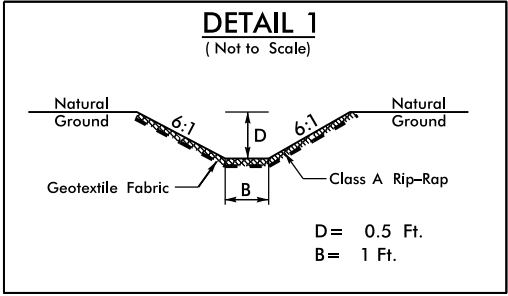 DETAIL 1
( Not to Scale)
Natural
Ground
6:1
D
6:1
Natural
Ground
Geotextile Fabric
B
Class A Rip-Rap
D= 0.5 Ft.
B= 1 Ft.